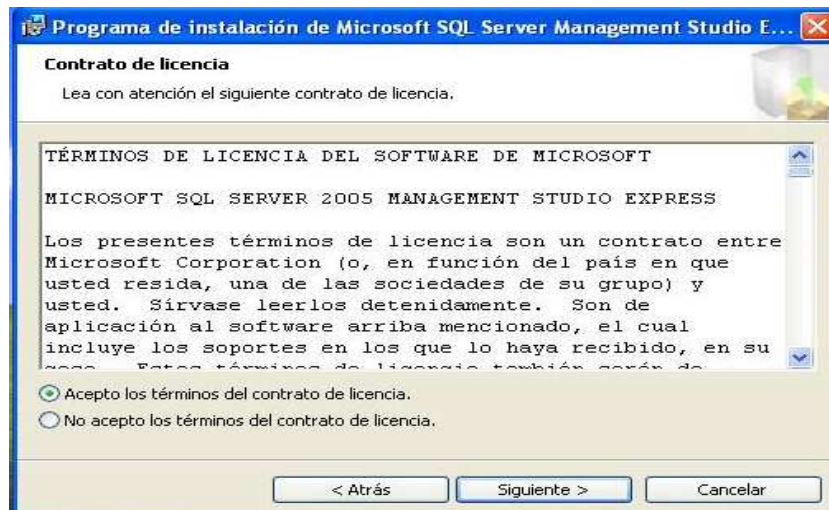 Programa de instalación de Microsoft SQL Server Management Studio E...
Contrato de licencia
Lea con atención el siguiente contrato de licencia.
TÉRMINOS DE LICENCIA DEL SOFTWARE DE MICROSOFT
MICROSOFT SQL SERVER 2005 MANAGEMENT STUDIO EXPRESS
Los presentes términos de licencia son un contrato entre
Microsoft Corporation (o, en función del país en que
usted resida, una de las sociedades de su grupo) y
usted.  Sírvase leerlos detenidamente.  Son de
aplicación al software arriba mencionado, el cual
incluye los soportes en los que lo haya recibido, en su
Acepto los términos del contrato de licencia.
No acepto los términos del contrato de licencia.
< Atrás
Siguiente >
Cancelar